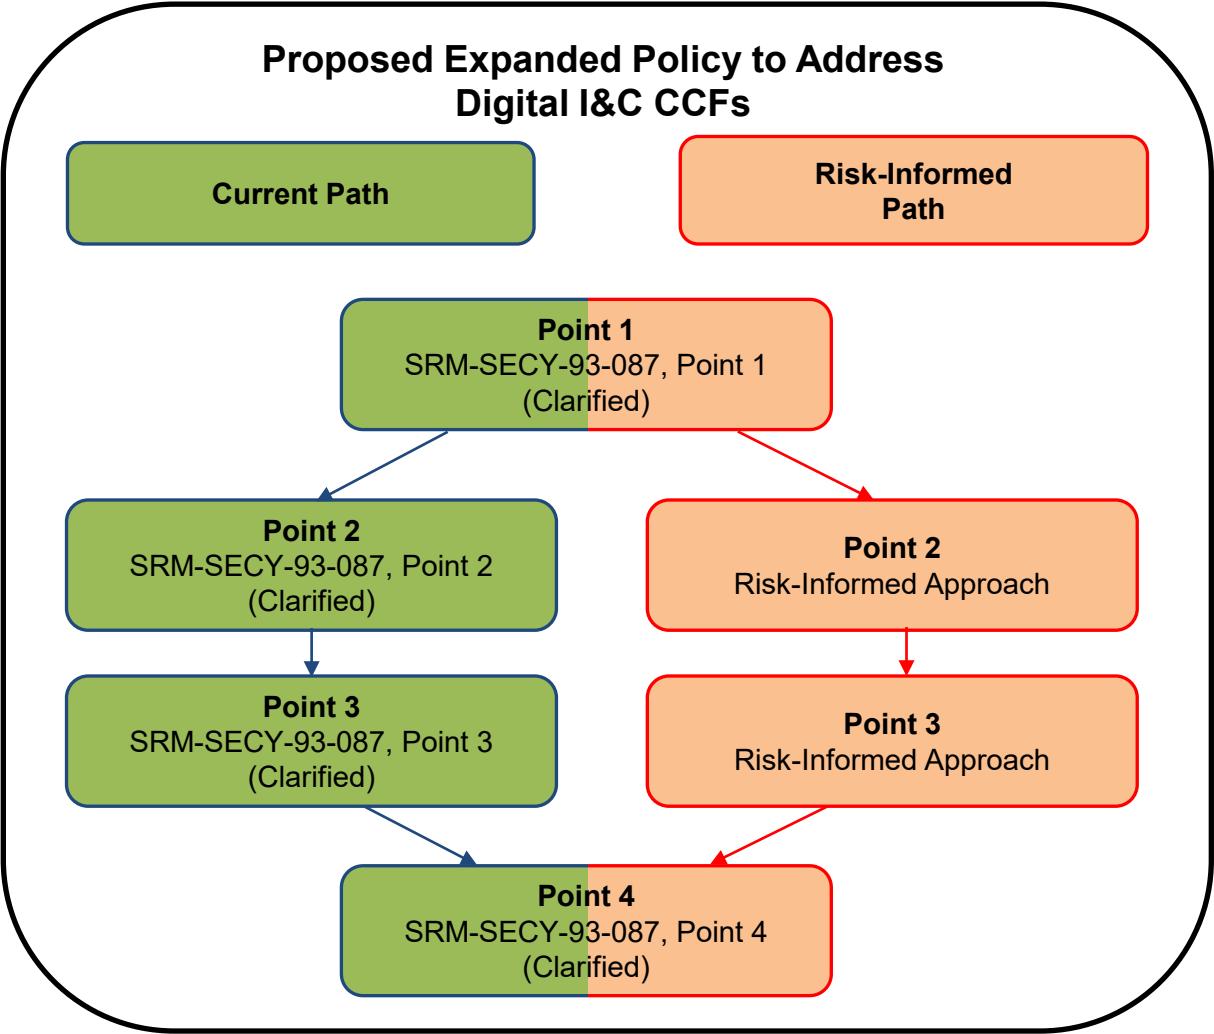 Proposed Expanded Policy to Address
Digital I&C CCFs
Current Path
Risk-Informed
Path
Point 1
SRM-SECY-93-087, Point 1
(Clarified)
Point 2
SRM-SECY-93-087, Point 2
(Clarified)
Point 2
Risk-Informed Approach
Point 3
SRM-SECY-93-087, Point 3
(Clarified)
Point 3
Risk-Informed Approach
Point 4
SRM-SECY-93-087, Point 4
(Clarified)